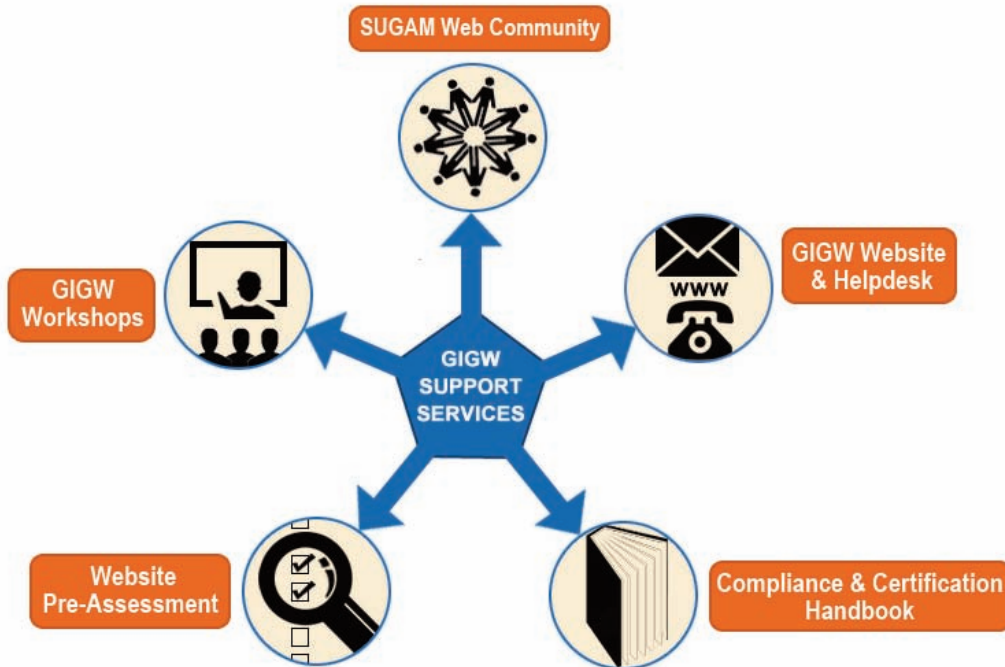 SUGAM Web Community
GIGW Website
& Helpdesk
WWW
GIGW
Workshops
GIGW
SUPPORT
SERVICES
Website
Pre-Assessment
Compliance & Certification
Handbook